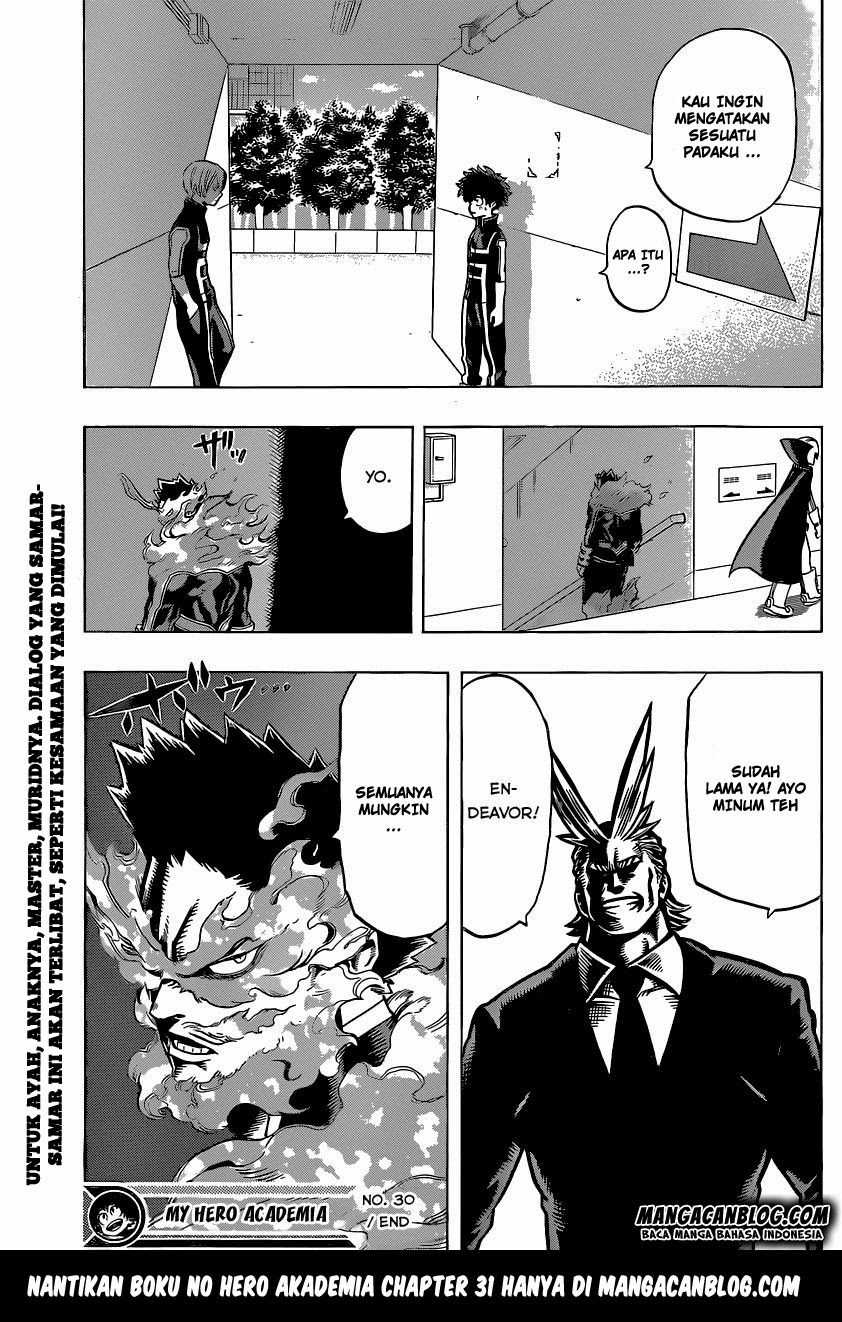 KAU INGIN
MENGATAKAN
SESUATU
PADAKU ...
APA ITU
...?
ザッ
YO.
SUDAH
LAMA YA! AYO
MINUM TEH
EN-
DEAVOR!
SEMUANYA
MUNGKIN
...
UNTUK AYAH, ANAKNYA, MASTER, MURIDNYA. DIALOG YANG SAMAR-
SAMAR INI AKAN TERLIBAT, SEPERTI KESAMAAN YANG DIMULAI!
MY HERO ACADEMIA
NO. 30
/ END
MANGACANBLOG.COM
BACA MANGA BAHASA INDONESIA
NANTIKAN BOKU NO HERO AKADEMIA CHAPTER 31 HANYA DI MANGACANBLOG.COM